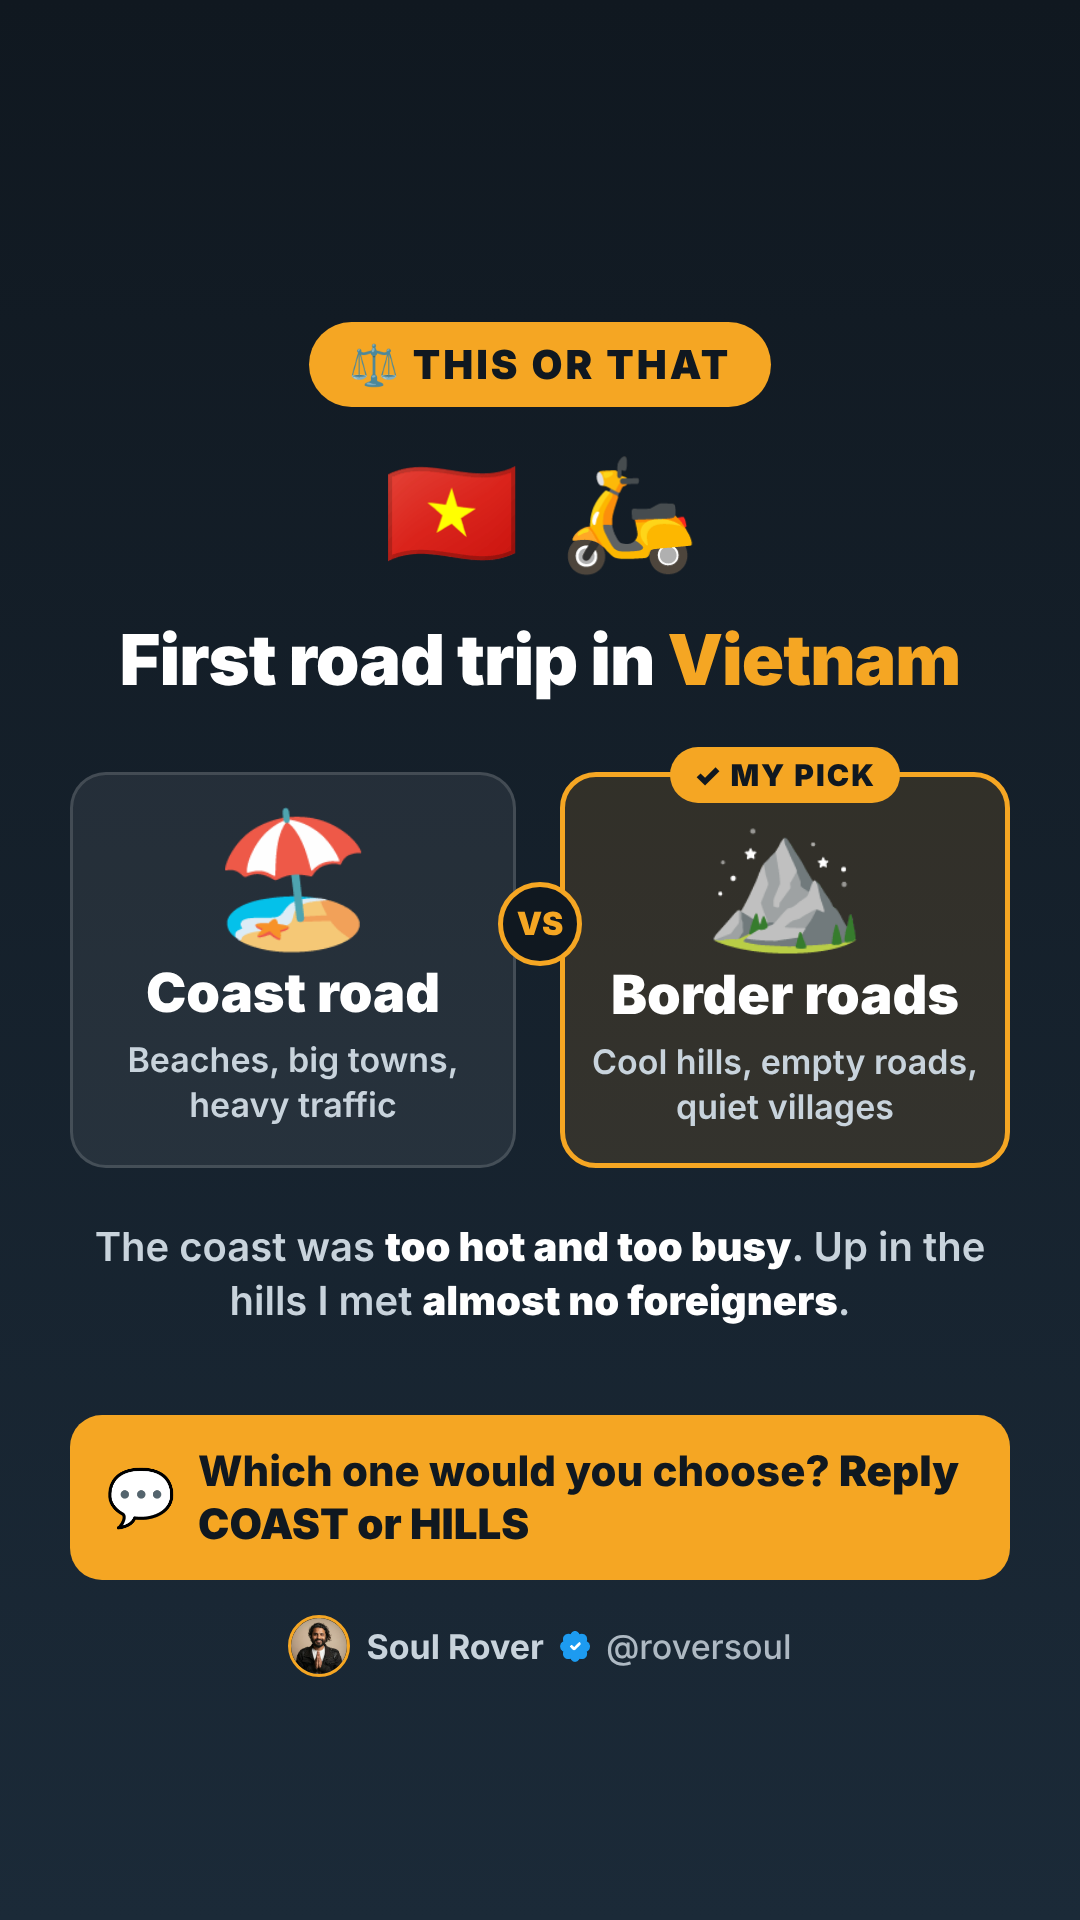 THIS OR THAT
First road trip in Vietnam
VS
Coast road
Beaches, big towns,
heavy traffic
✓ MY PICK
Border roads
Cool hills, empty roads,
quiet villages
The coast was too hot and too busy. Up in the
hills I met almost no foreigners.
Which one would you choose? Reply
COAST or HILLS
Soul Rover @roversoul